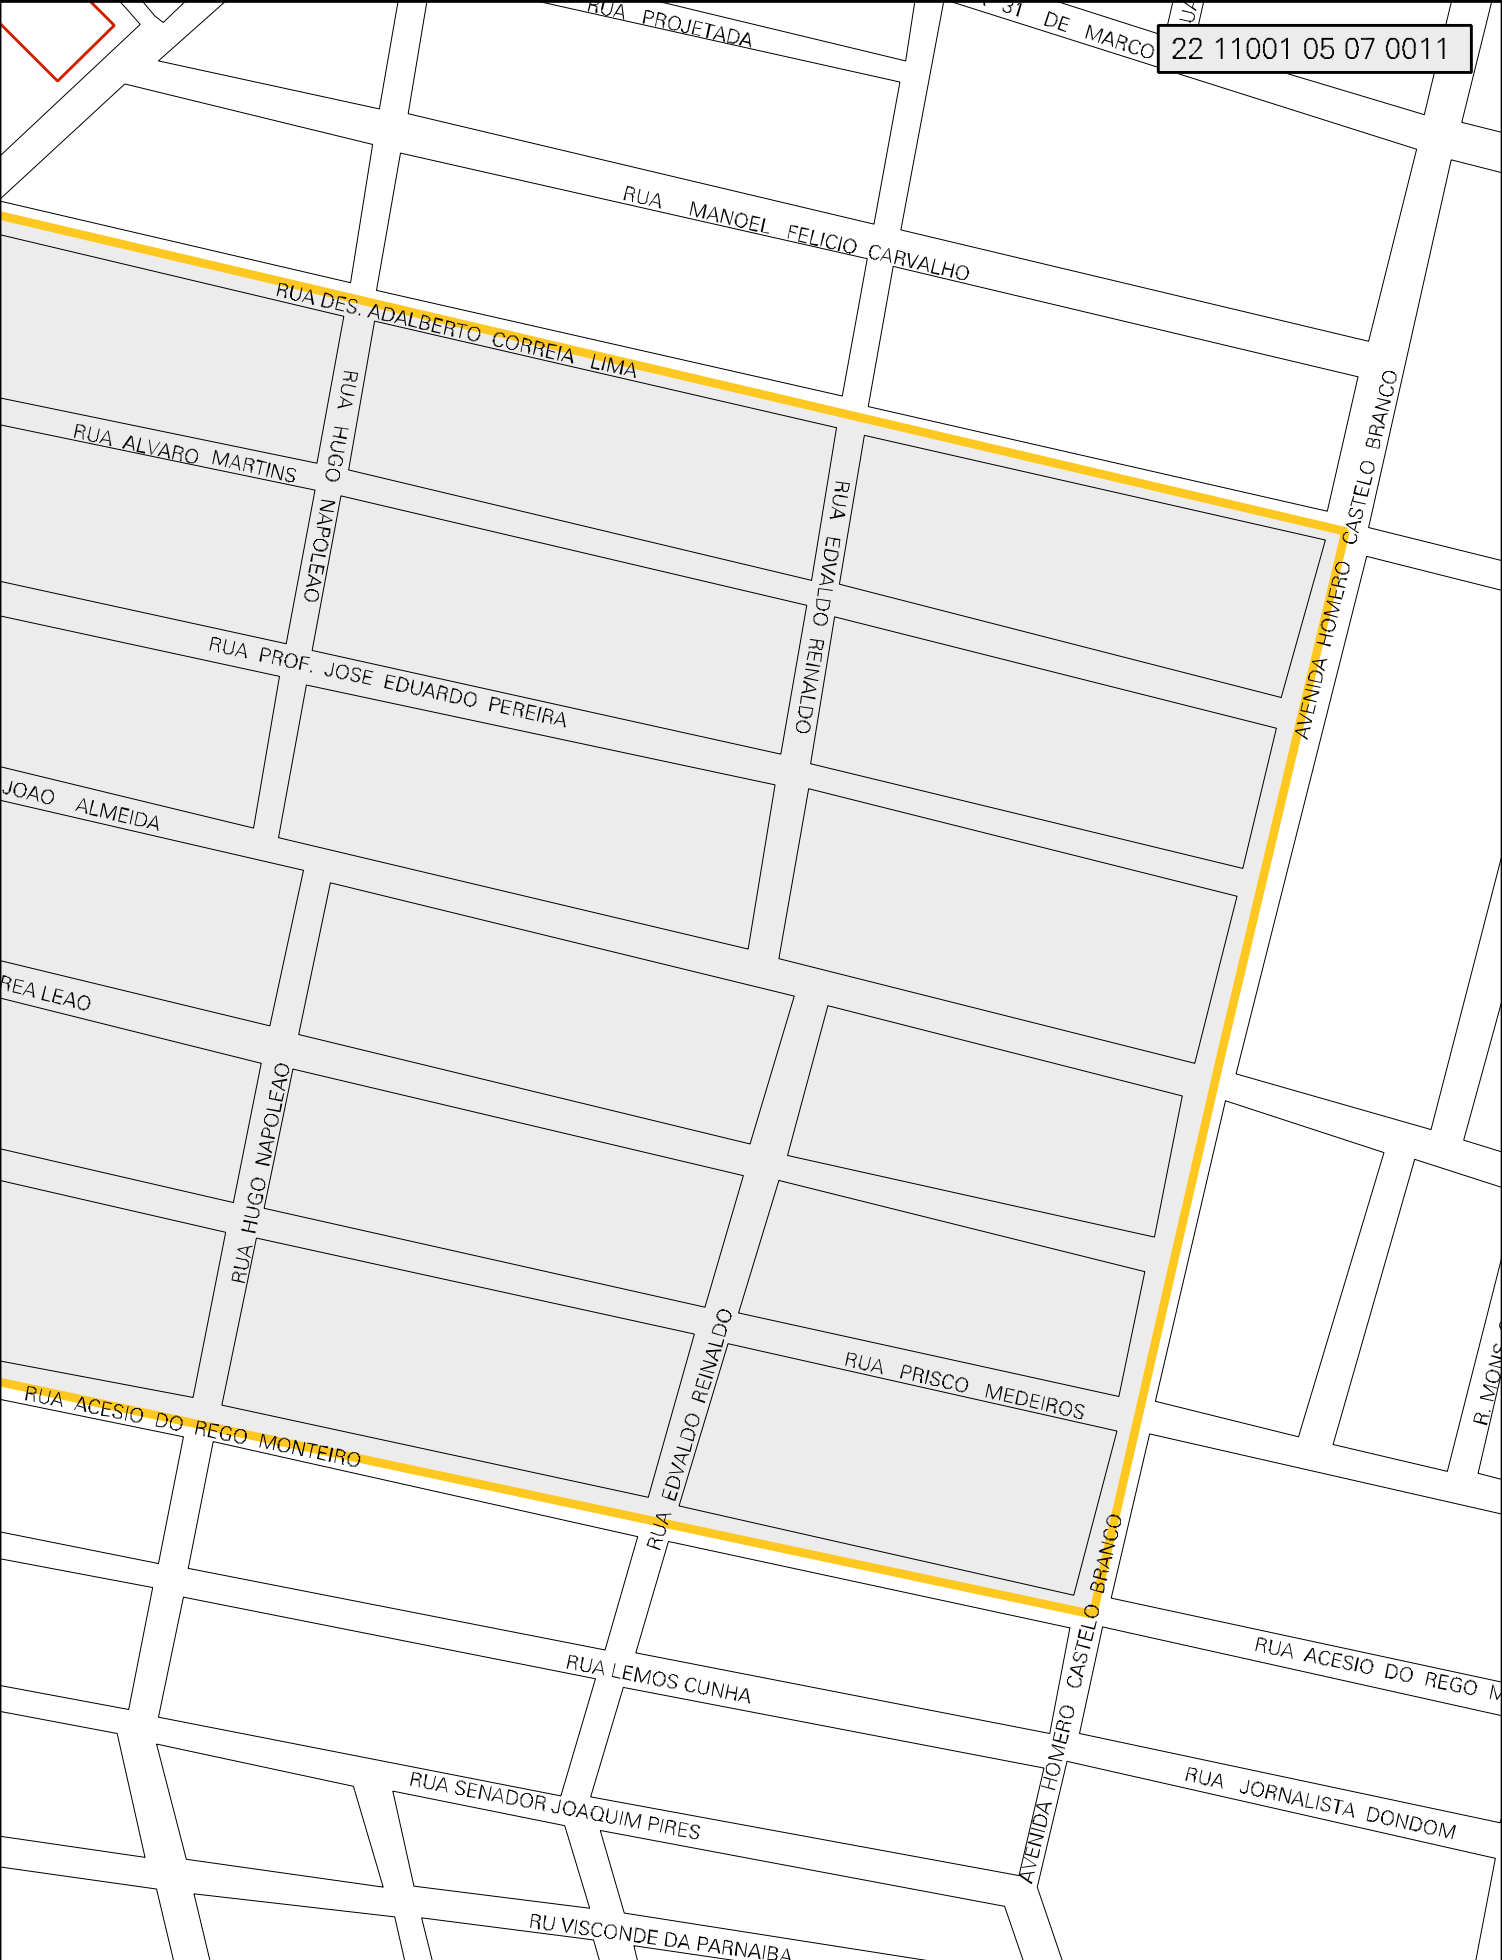 RUA PROJETADA
31 DE MARCO
UA
22 11001 05 07 0011
RUA MANOEL FELICIO CARVALHO
RUA DES. ADALBERTO CORREIA LIMA
RUA HUGO NAPOLEAO
RUA ALVARO MARTINS
AVENIDA HOMERO CASTELO BRANCO
RUA EDVALDO REINALDO
RUA PROF. JOSE EDUARDO PEREIRA
JOAO ALMEIDA
REA LEAO
RUA HUGO NAPOLEAO
RUA EDVALDO REINALDO
RUA PRISCO MEDEIROS
R. MONS
RUA ACESIO DO REGO MONTEIRO
AVENIDA HOMERO CASTELO BRANCO
RUA ACESIO DO REGO M
RUA LEMOS CUNHA
RUA SENADOR JOAQUIM PIRES
RUA JORNALISTA DONDOM
RU VISCONDE DA PARNAIBA